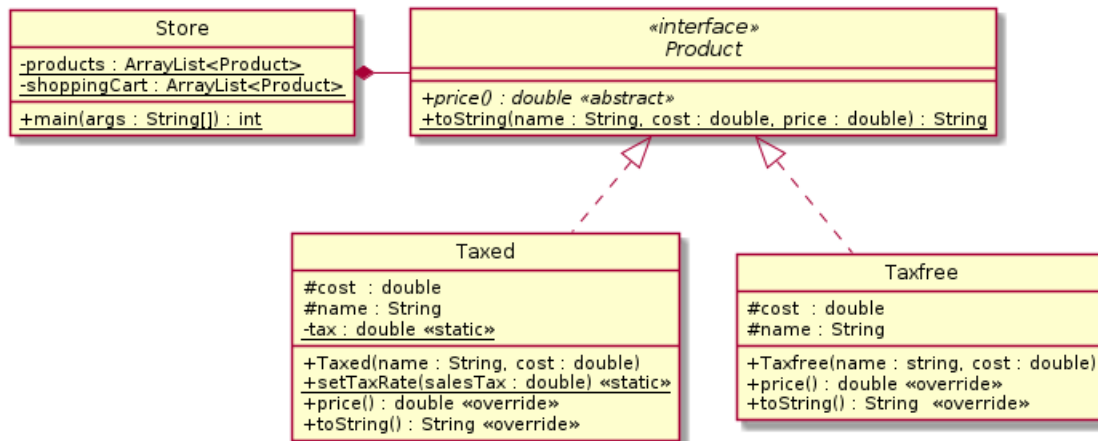 Store
-products : ArrayList<Product>
-shoppingCart : ArrayList<Product>
+main(args : String[]) : int
«interface»
Product
+price() : double «abstract»
+toString(name : String, cost : double, price : double) : String
Taxed
#cost : double
#name : String
-tax : double «static»
+Taxed(name : String, cost : double)
+setTaxRate(salesTax : double) «static»
+price() : double «override»
+toString() : String «override»
Taxfree
#cost : double
#name : String
+Taxfree(name : string, cost : double)
+price() : double «override»
+toString() : String «override»